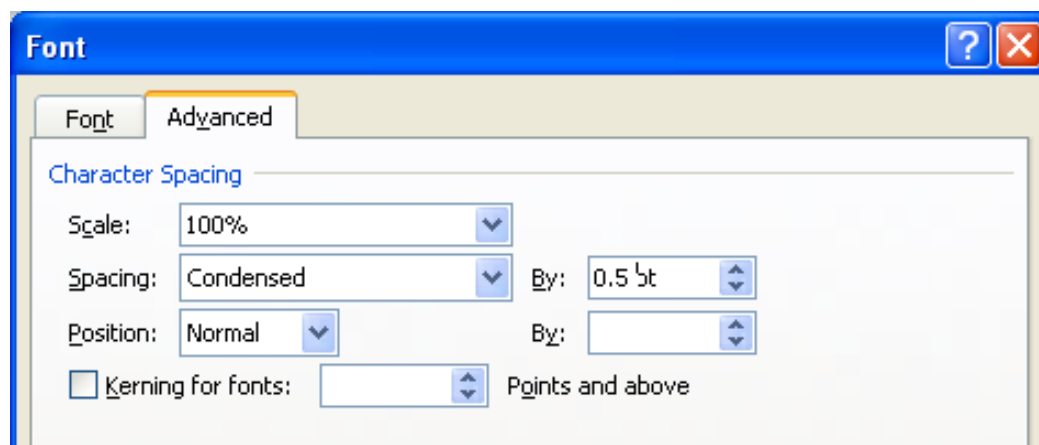 Font
Font Advanced
Character Spacing
Scale: 100%
Spacing: Condensed By: 0.5
Position: Normal By:
Kerning for fonts: Points and above